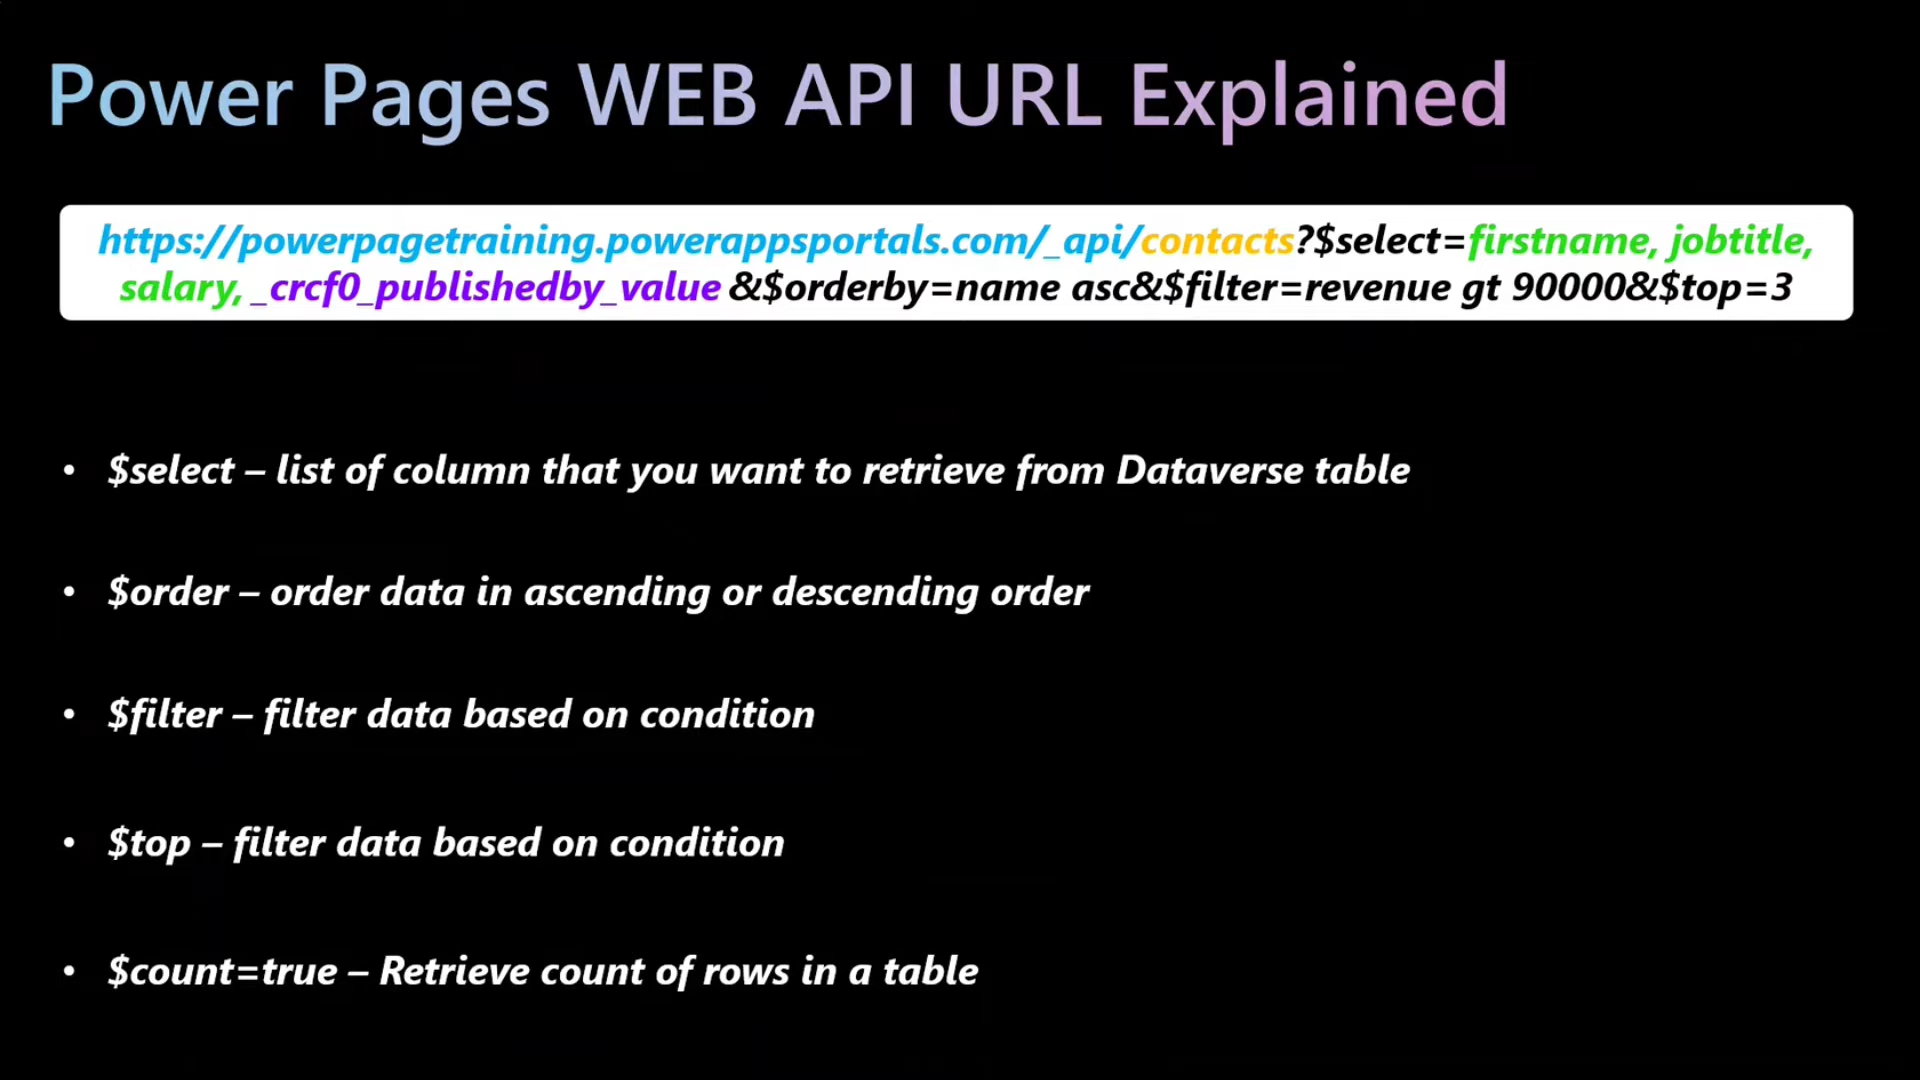 Power Pages WEB API URL Explained
https://powerpagetraining.powerappsportals.com/_api/contacts?$select=firstname, jobtitle,
salary, _crcf0_publishedby_value &$orderby=name asc&$filter=revenue gt 90000&$top=3
• $select – list of column that you want to retrieve from Dataverse table
• $order – order data in ascending or descending order
• $filter – filter data based on condition
• $top – filter data based on condition
• $count=true – Retrieve count of rows in a table